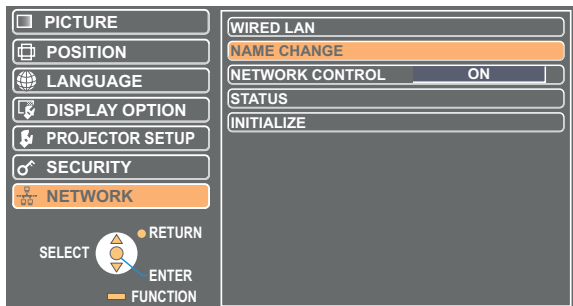 PICTURE
POSITION
LANGUAGE
DISPLAY OPTION
PROJECTOR SETUP
SECURITY
NETWORK
RETURN
SELECT
ENTER
FUNCTION
WIRED LAN
NAME CHANGE
NETWORK CONTROL ON
STATUS
INITIALIZE